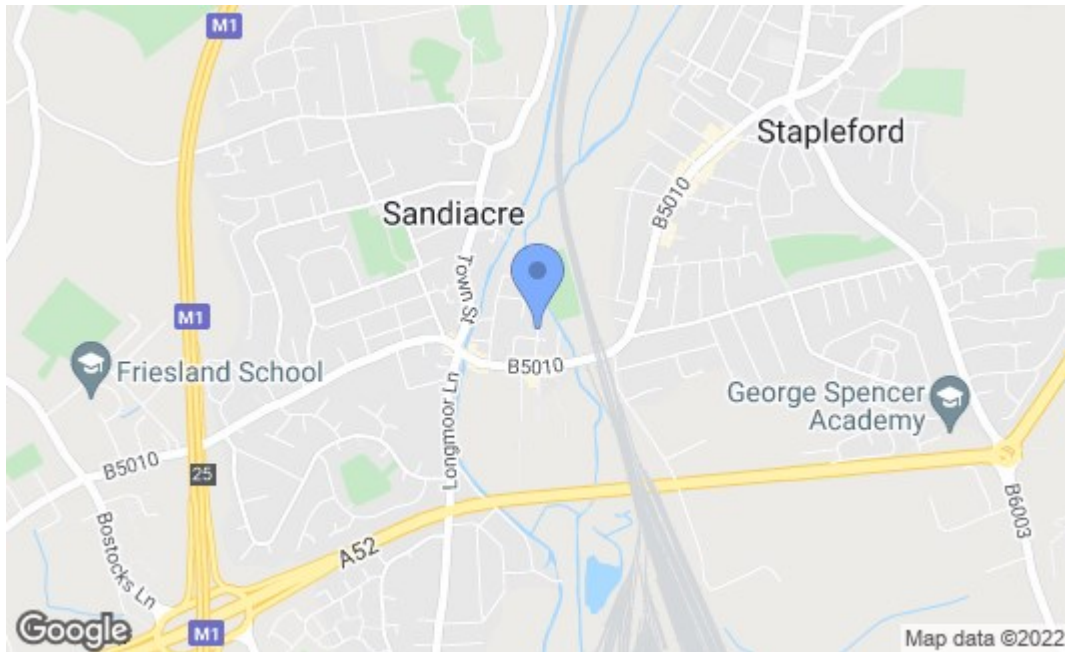 M1
Stapleford
B5010
Sandiacre
Town St
M1
B5010
Friesland School
George Spencer
Academy
Longmoor Ln
B5010
25
B6003
Bostocks Ln
A52
M1
Google
Map data ©2022